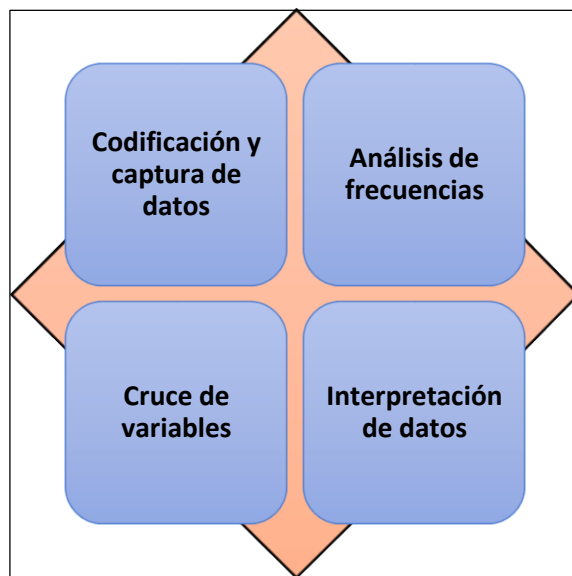 Codificación y
captura de
datos
Análisis de
frecuencias
Cruce de
variables
Interpretación
de datos